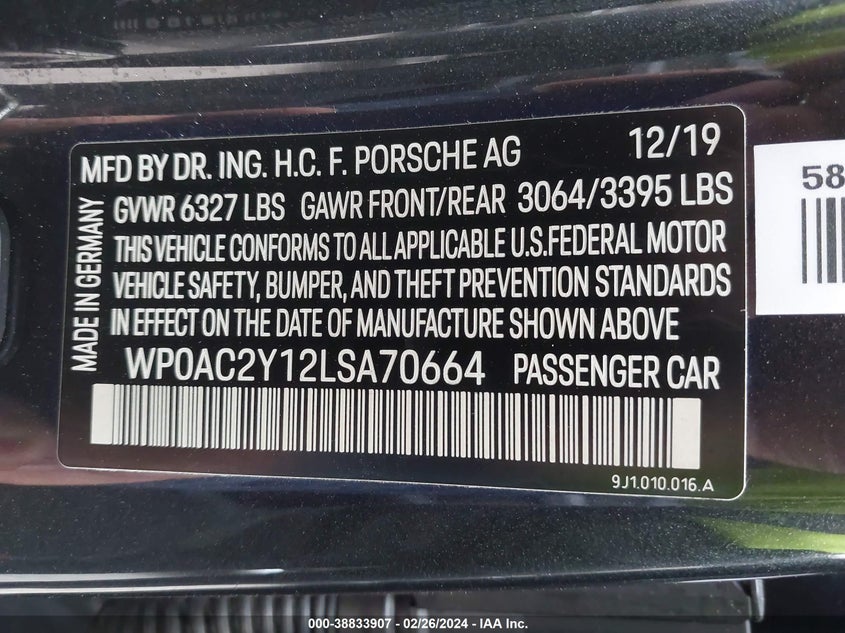 MFD BY DR. ING. H.C. F. PORSCHE AG 12/19
GVWR 6327 LBS GAWR FRONT/REAR 3064/3395 LBS
THIS VEHICLE CONFORMS TO ALL APPLICABLE U.S.FEDERAL MOTOR
VEHICLE SAFETY, BUMPER, AND THEFT PREVENTION STANDARDS
IN EFFECT ON THE DATE OF MANUFACTURE SHOWN ABOVE
WP0AC2Y12LSA70664 PASSENGER CAR
MADE IN GERMANY
9J1.010.016.A
58
000-38833907 - 02/26/2024 - IAA Inc.